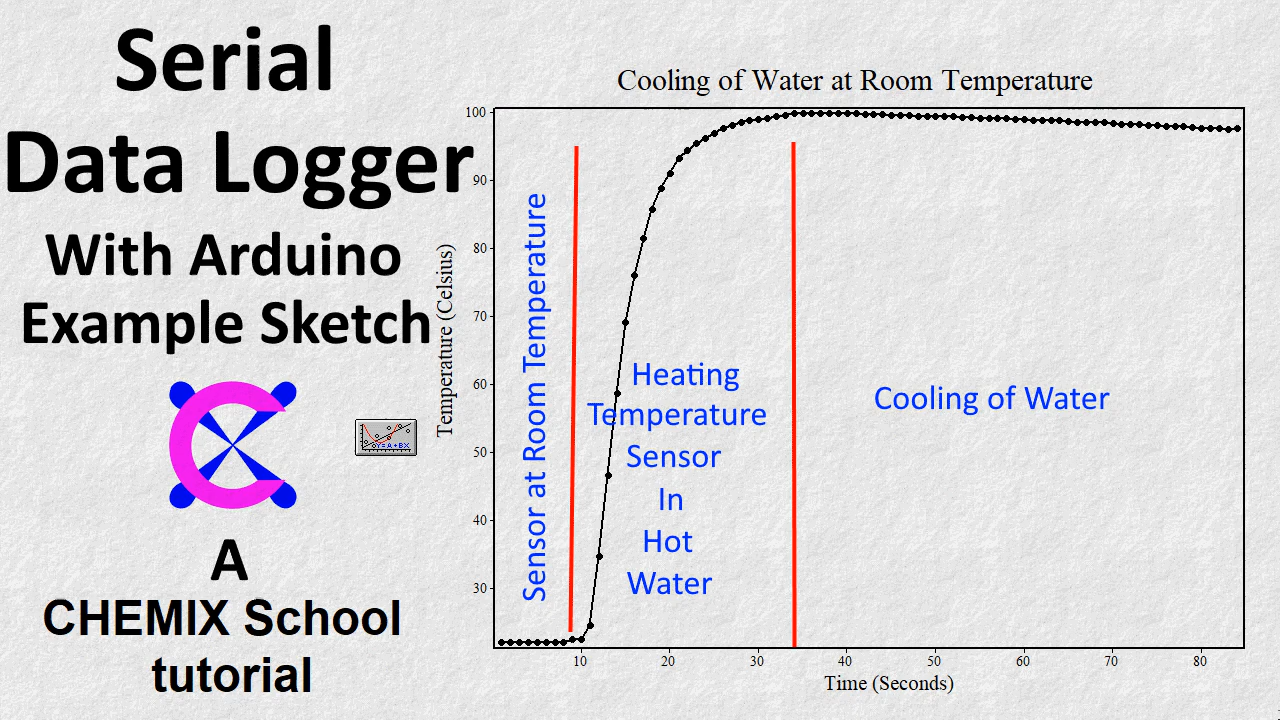 Serial
Data Logger
With Arduino
Example Sketch
Y=A+BX
A
CHEMIX School
tutorial
Cooling of Water at Room Temperature
Temperature (Celsius)
100
90
80
70
60
50
40
30
Sensor at Room Temperature
Heating
Temperature
Sensor
In
Hot
Water
Cooling of Water
10 20 30 40 50 60 70 80
Time (Seconds)